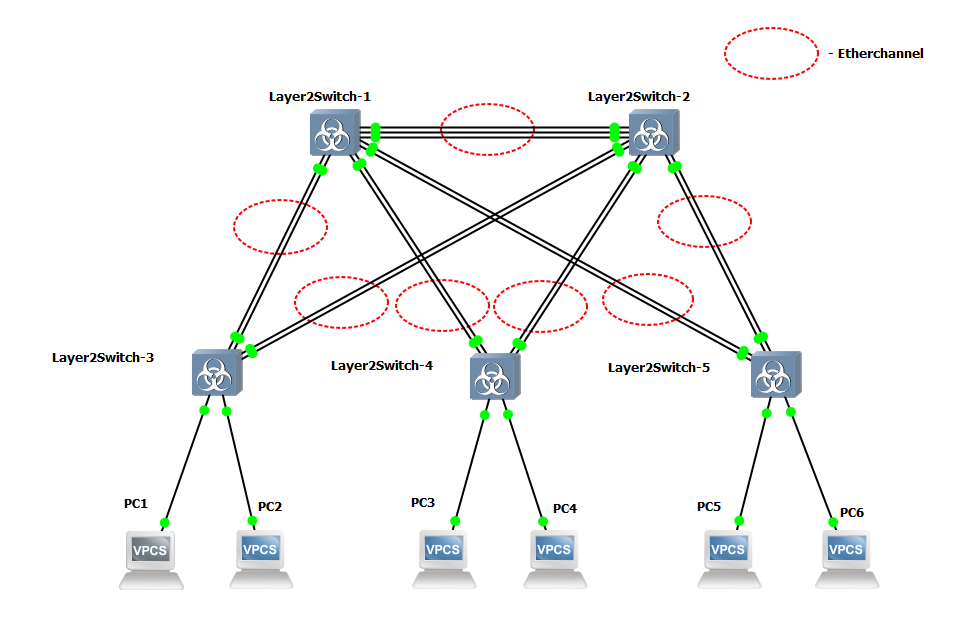 - Etherchannel
Layer2Switch-1
Layer2Switch-2
Layer2Switch-3
Layer2Switch-4
Layer2Switch-5
PC1
PC2
PC3
PC4
PC5
PC6
VPCS
VPCS
VPCS
VPCS
VPCS
VPCS